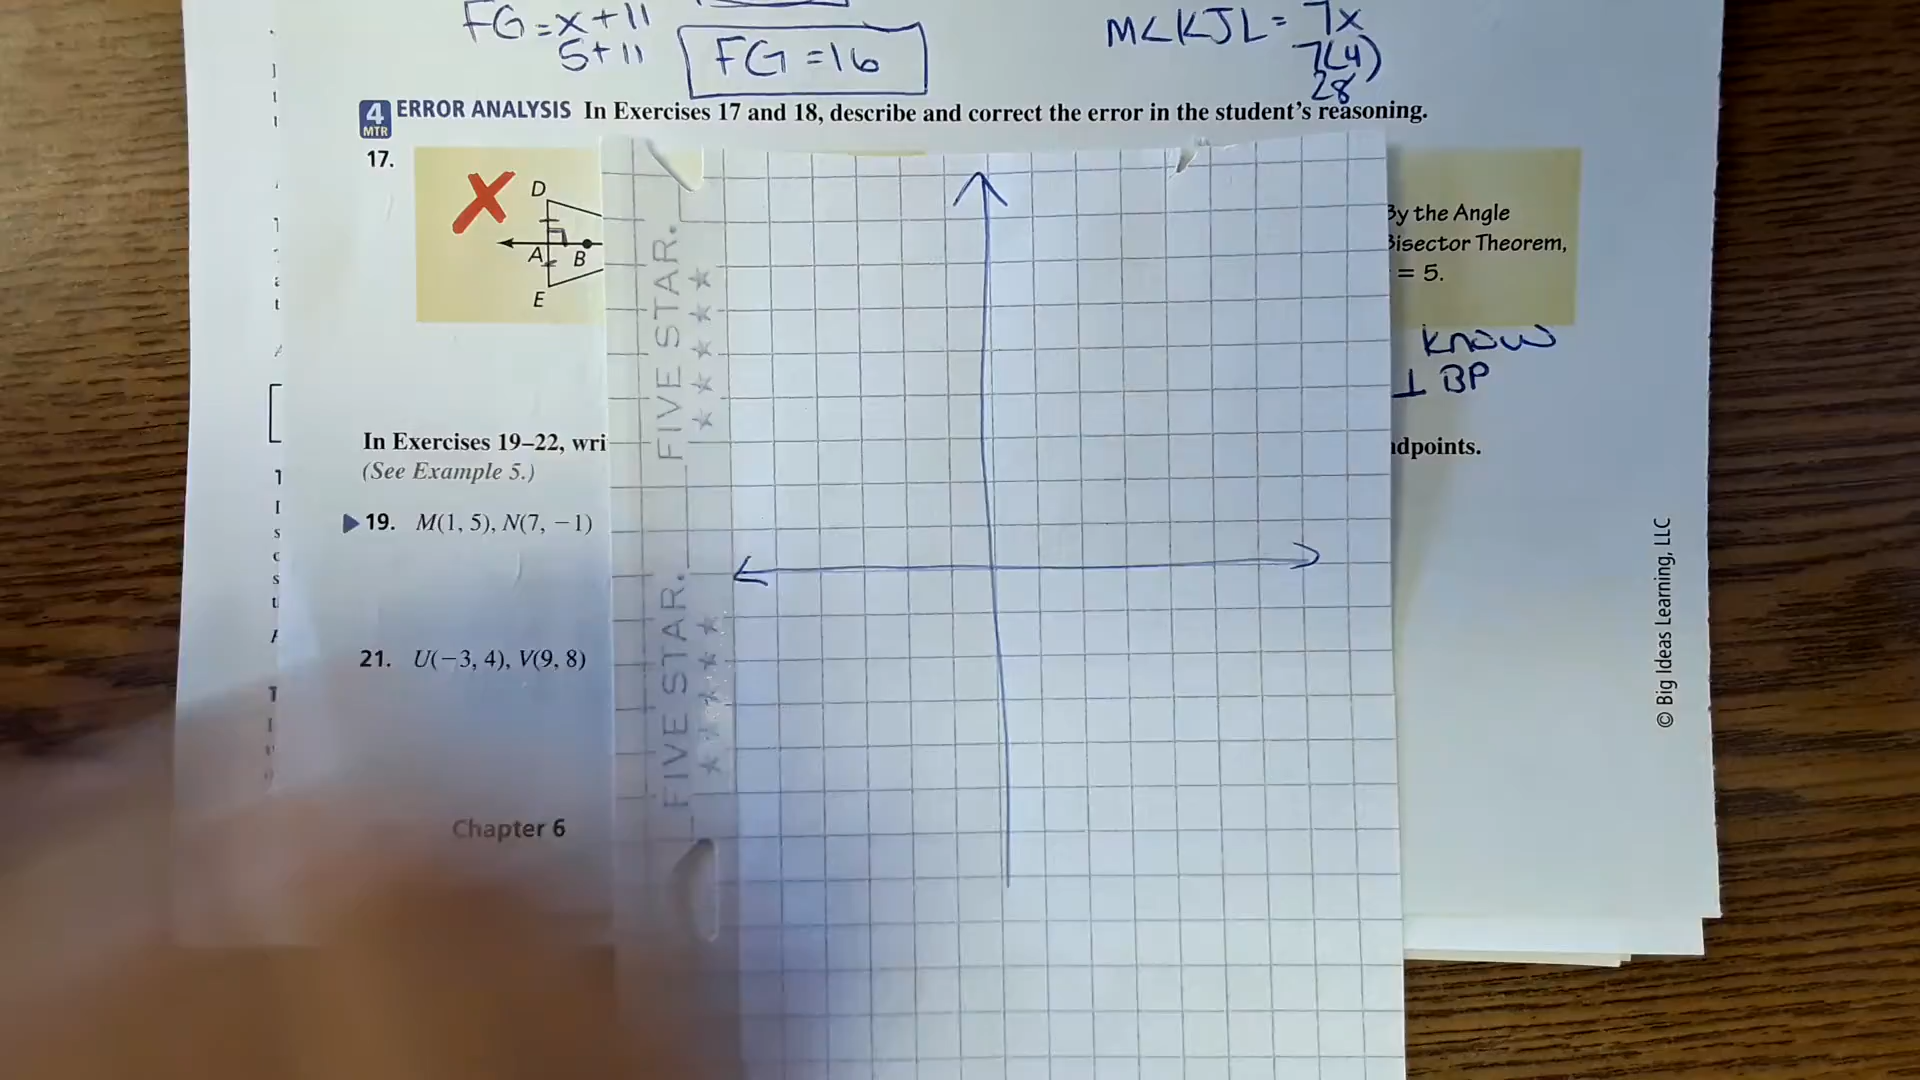 FG = x + 11
5 + 11
FG = 16
M<KJL = 7x
7(4)
28
4 MTR ERROR ANALYSIS In Exercises 17 and 18, describe and correct the error in the student's reasoning.
17.
D
A B
E
By the Angle
Bisector Theorem,
= 5.
know
⊥ BP
In Exercises 19–22, wri
dpoints.
(See Example 5.)
19. M(1, 5), N(7, −1)
21. U(−3, 4), V(9, 8)
Chapter 6
FIVE STAR.
FIVE STAR.
© Big Ideas Learning, LLC